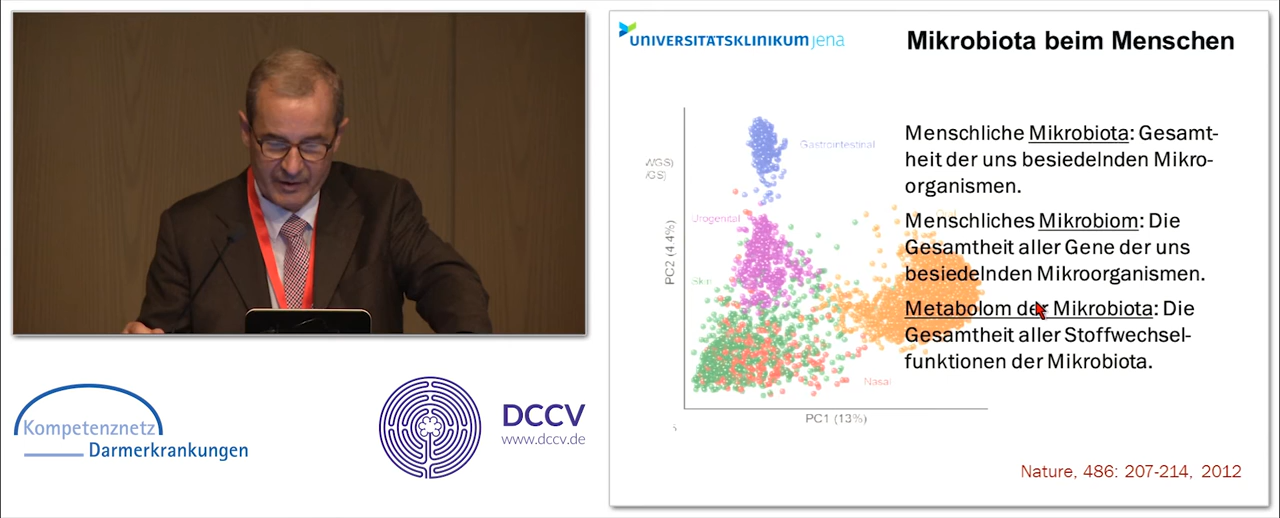 UNIVERSITÄTSKLINIKUM jena
Mikrobiota beim Menschen
Menschliche Mikrobiota: Gesamt-
heit der uns besiedelnden Mikro-
organismen.
Menschliches Mikrobiom: Die
Gesamtheit aller Gene der uns
besiedelnden Mikroorganismen.
Metabolom der Mikrobiota: Die
Gesamtheit aller Stoffwechsel-
funktionen der Mikrobiota.
Gastrointestinal
WGS)
Urogenital
Skin
Nasal
PC2 (4.4%)
PC1 (13%)
Nature, 486: 207-214, 2012
Kompetenznetz
Darmerkrankungen
DCCV
www.dccv.de